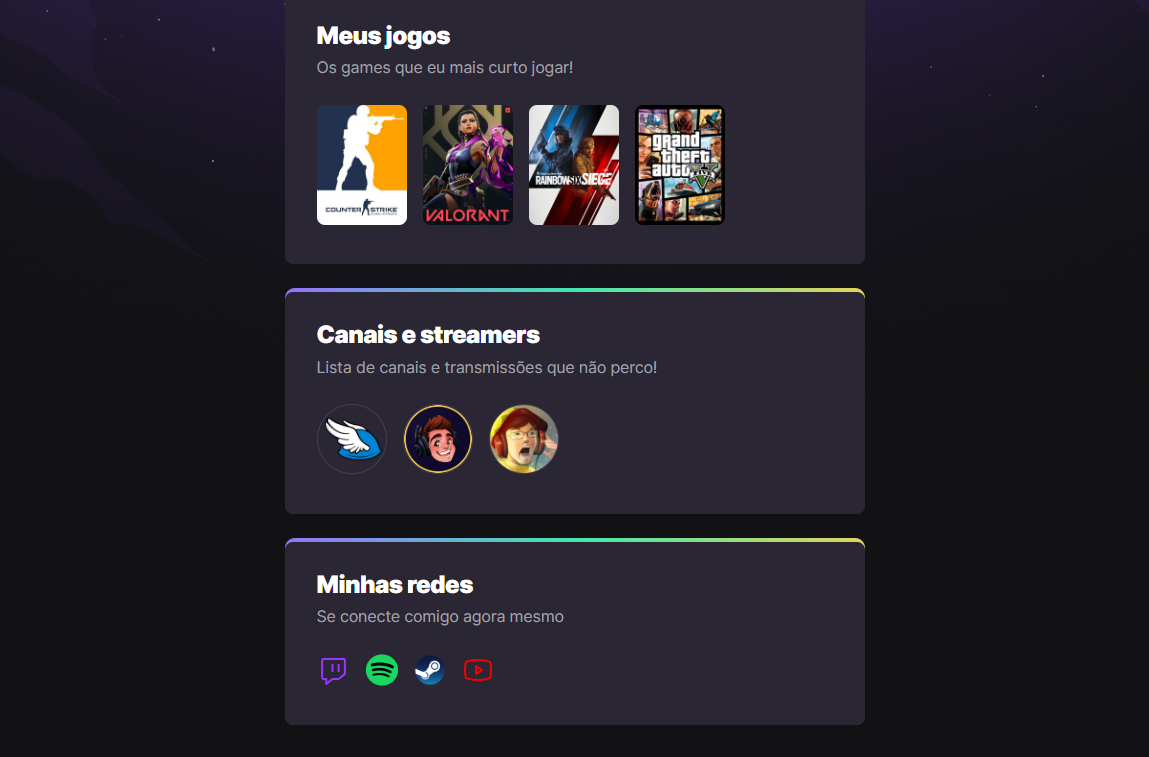 Meus jogos
Os games que eu mais curto jogar!
COUNTER STRIKE
VALORANT
RAINBOW SIX SIEGE
grand
theft
auto V
Canais e streamers
Lista de canais e transmissões que não perco!
Minhas redes
Se conecte comigo agora mesmo